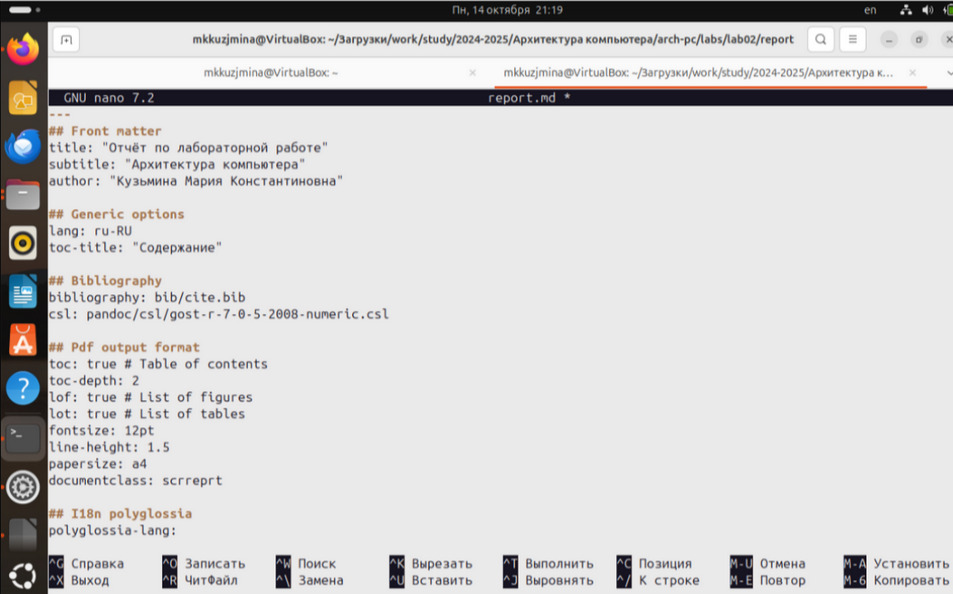 Пн, 14 октября 21:19
en
mkkuzjmina@VirtualBox: ~/Загрузки/work/study/2024-2025/Архитектура компьютера/arch-pc/labs/lab02/report
mkkuzjmina@VirtualBox: ~
mkkuzjmina@VirtualBox: ~/Загрузки/work/study/2024-2025/Архитектура к...
GNU nano 7.2 report.md *
---
## Front matter
title: "Отчёт по лабораторной работе"
subtitle: "Архитектура компьютера"
author: "Кузьмина Мария Константиновна"
## Generic options
lang: ru-RU
toc-title: "Содержание"
## Bibliography
bibliography: bib/cite.bib
csl: pandoc/csl/gost-r-7-0-5-2008-numeric.csl
## Pdf output format
toc: true # Table of contents
toc-depth: 2
lof: true # List of figures
lot: true # List of tables
fontsize: 12pt
line-height: 1.5
papersize: a4
documentclass: scrreprt
## I18n polyglossia
polyglossia-lang:
^G Справка ^O Записать ^W Поиск ^K Вырезать ^T Выполнить ^C Позиция M-U Отмена M-A Установить
^X Выход ^R ЧитФайл ^\ Замена ^U Вставить ^J Выровнять ^/ К строке M-E Повтор M-6 Копировать